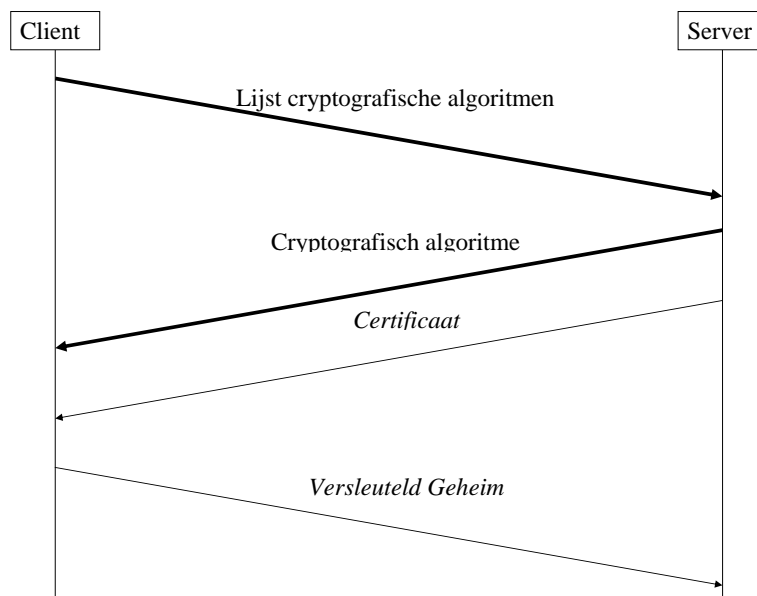 Client
Server
Lijst cryptografische algoritmen
Cryptografisch algoritme
Certificaat
Versleuteld Geheim